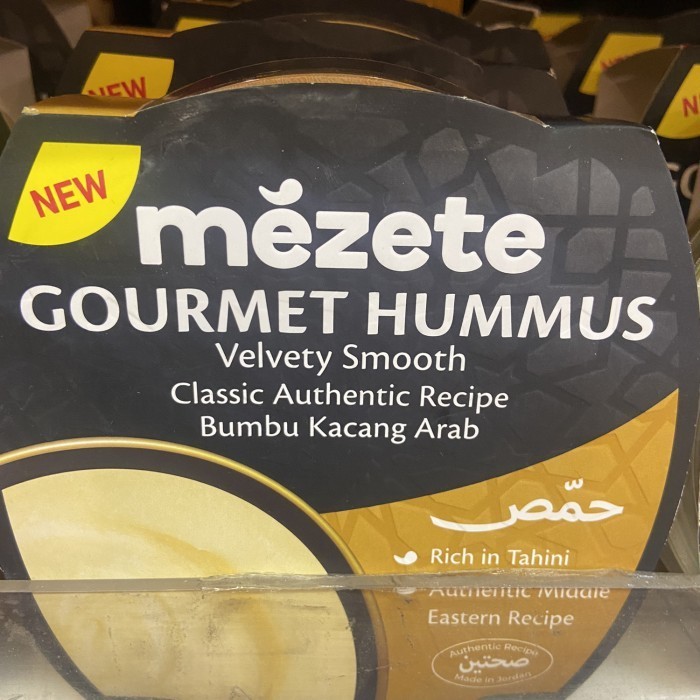 NEW
NEW
mezete
GOURMET HUMMUS
Velvety Smooth
Classic Authentic Recipe
Bumbu Kacang Arab
حمّص
Rich in Tahini
Authentic Middle
Eastern Recipe
Authentic Recipe
صحتين
Made in Jordan